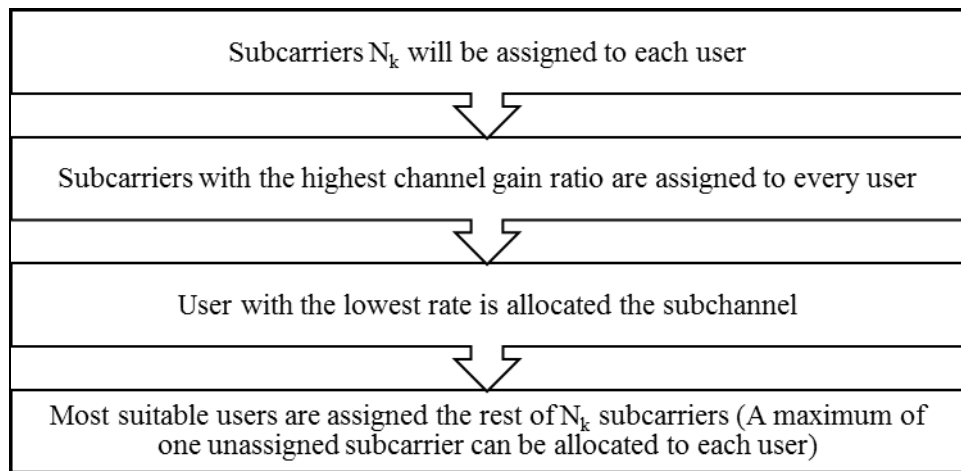 Subcarriers Nₖ will be assigned to each user
Subcarriers with the highest channel gain ratio are assigned to every user
User with the lowest rate is allocated the subchannel
Most suitable users are assigned the rest of Nₖ subcarriers (A maximum of
one unassigned subcarrier can be allocated to each user)